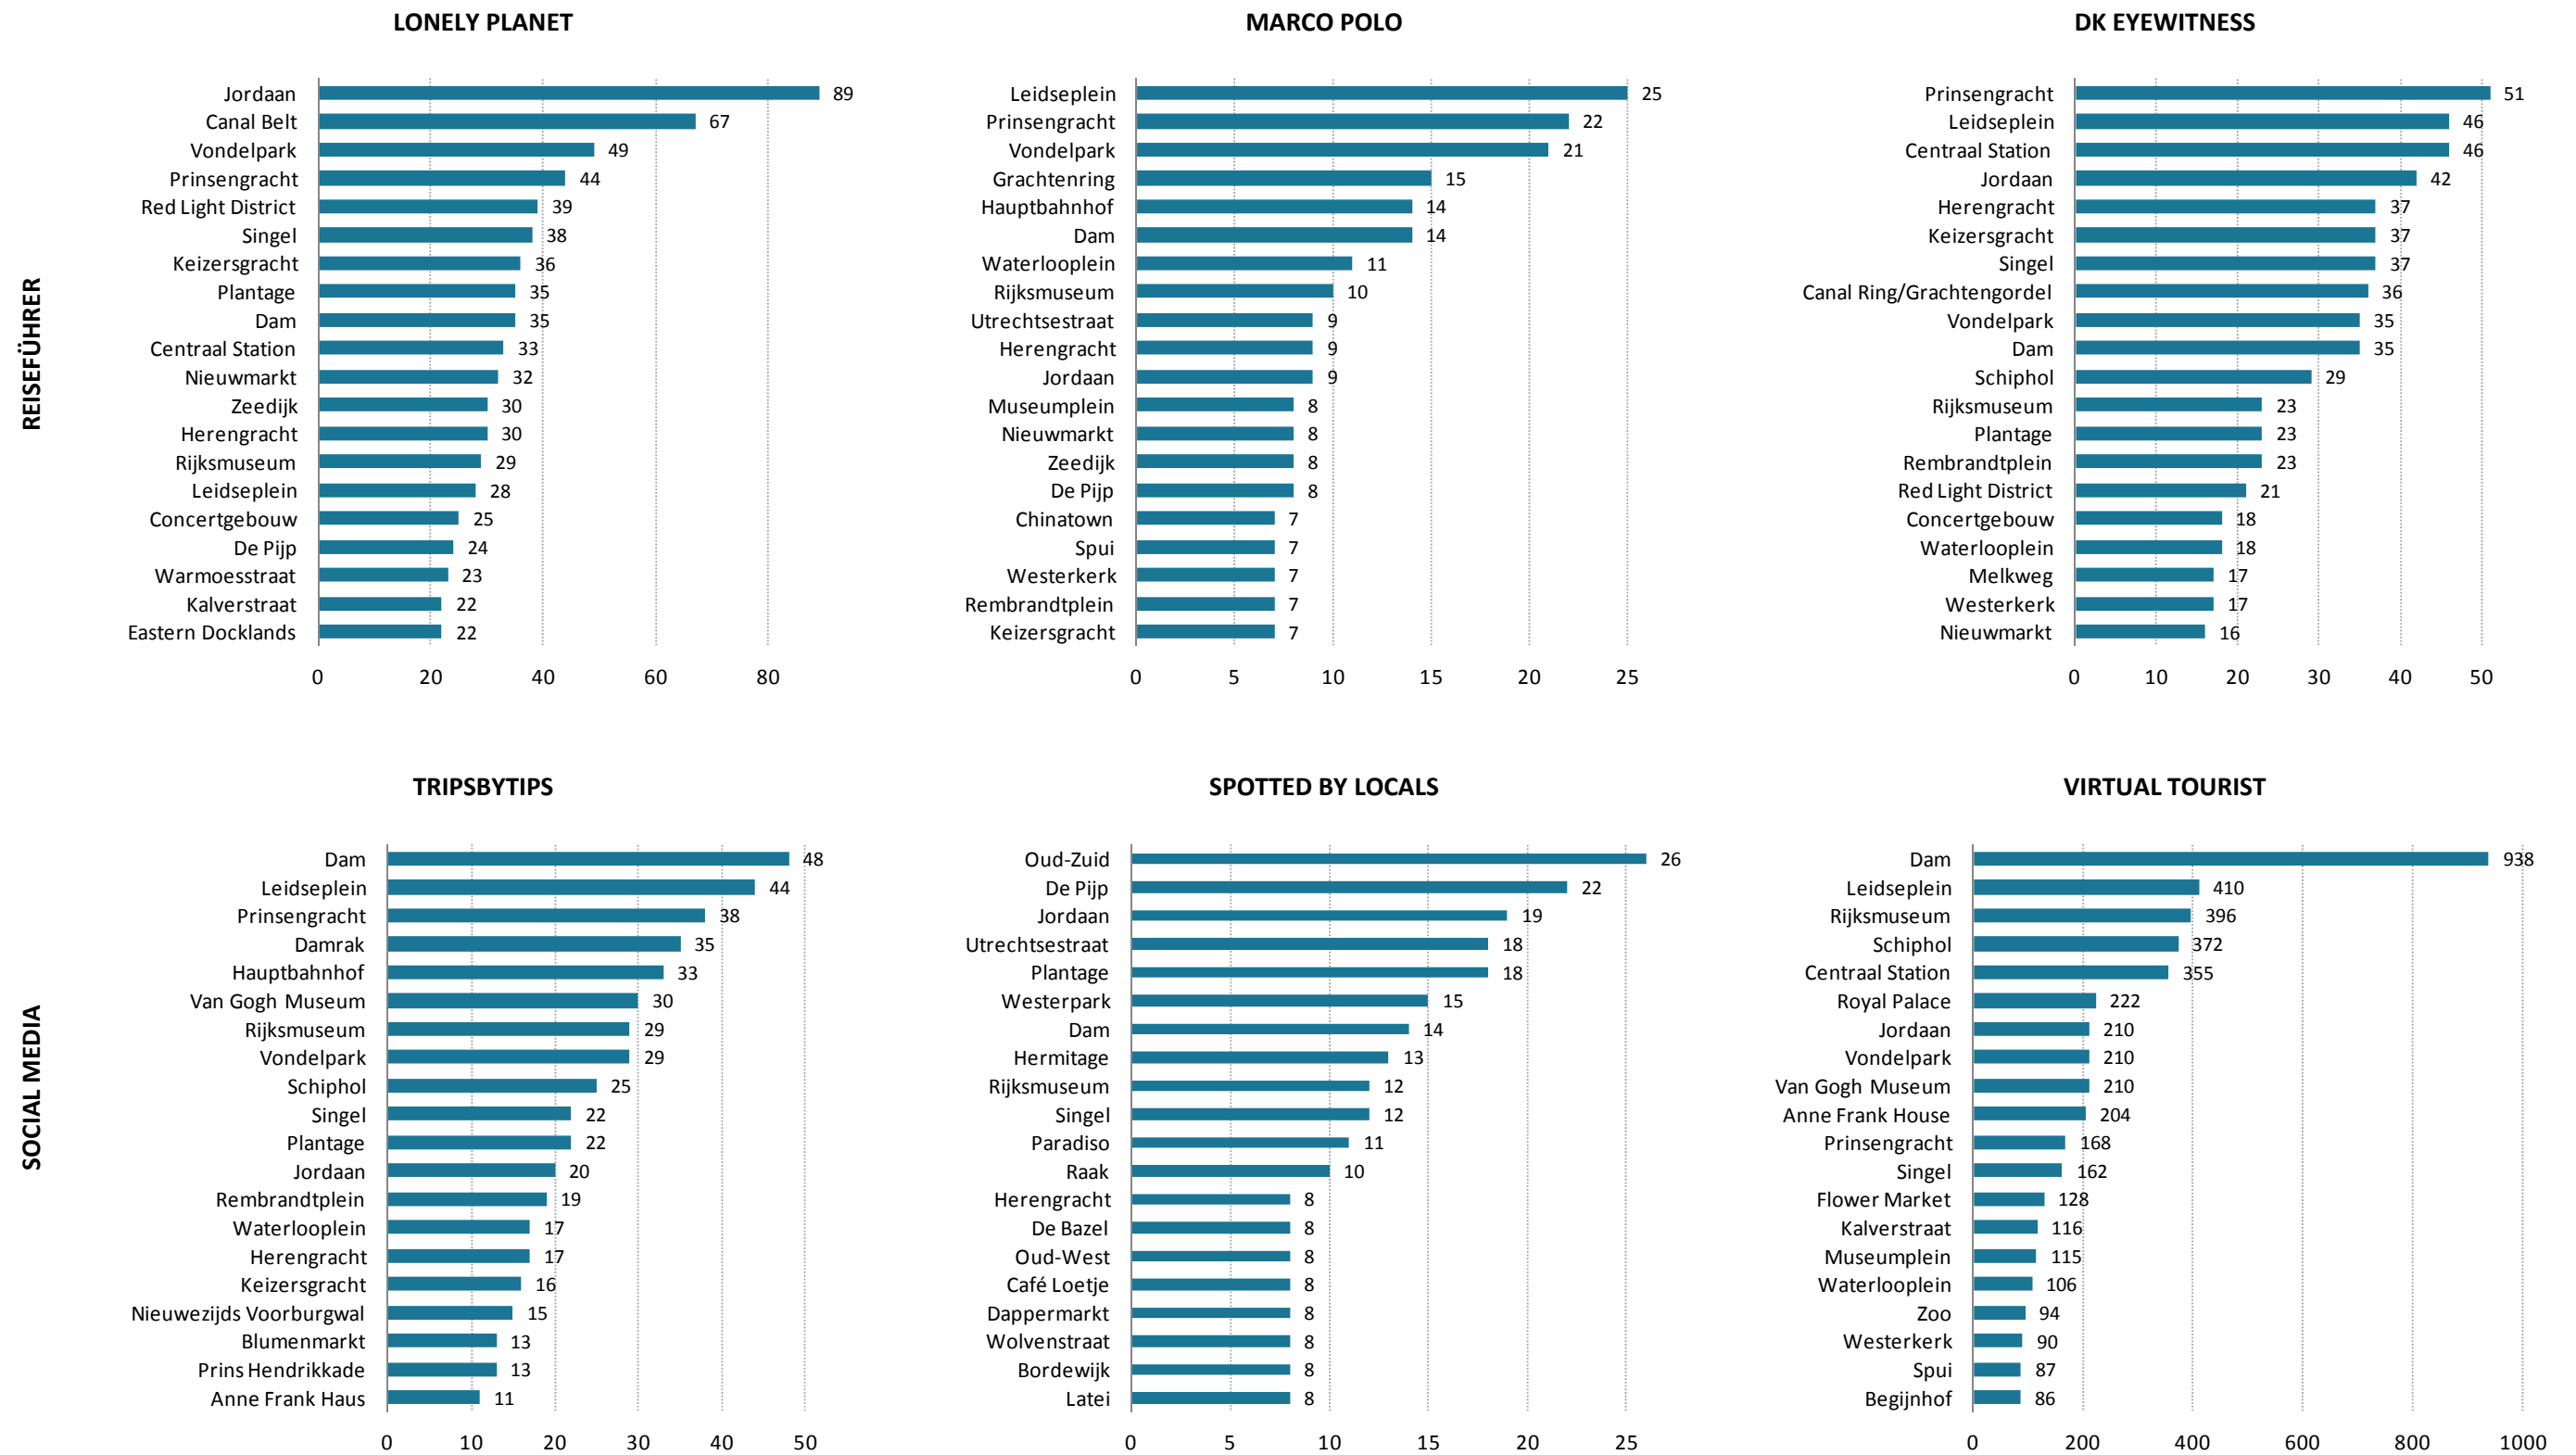 LONELY PLANET
Jordaan 89
Canal Belt 67
Vondelpark 49
Prinsengracht 44
Red Light District 39
Singel 38
Keizersgracht 36
Plantage 35
Dam 35
Centraal Station 33
Nieuwmarkt 32
Zeedijk 30
Herengracht 30
Rijksmuseum 29
Leidseplein 28
Concertgebouw 25
De Pijp 24
Warmoesstraat 23
Kalverstraat 22
Eastern Docklands 22
0 20 40 60 80
MARCO POLO
Leidseplein 25
Prinsengracht 22
Vondelpark 21
Grachtenring 15
Hauptbahnhof 14
Dam 14
Waterlooplein 11
Rijksmuseum 10
Utrechtsestraat 9
Herengracht 9
Jordaan 9
Museumplein 8
Nieuwmarkt 8
Zeedijk 8
De Pijp 8
Chinatown 7
Spui 7
Westerkerk 7
Rembrandtplein 7
Keizersgracht 7
0 5 10 15 20 25
DK EYEWITNESS
Prinsengracht 51
Leidseplein 46
Centraal Station 46
Jordaan 42
Herengracht 37
Keizersgracht 37
Singel 37
Canal Ring/Grachtengordel 36
Vondelpark 35
Dam 35
Schiphol 29
Rijksmuseum 23
Plantage 23
Rembrandtplein 23
Red Light District 21
Concertgebouw 18
Waterlooplein 18
Melkweg 17
Westerkerk 17
Nieuwmarkt 16
0 10 20 30 40 50
REISEFÜHRER
TRIPSBYTIPS
Dam 48
Leidseplein 44
Prinsengracht 38
Damrak 35
Hauptbahnhof 33
Van Gogh Museum 30
Rijksmuseum 29
Vondelpark 29
Schiphol 25
Singel 22
Plantage 22
Jordaan 20
Rembrandtplein 19
Waterlooplein 17
Herengracht 17
Keizersgracht 16
Nieuwezijds Voorburgwal 15
Blumenmarkt 13
Prins Hendrikkade 13
Anne Frank Haus 11
0 10 20 30 40 50
SPOTTED BY LOCALS
Oud-Zuid 26
De Pijp 22
Jordaan 19
Utrechtsestraat 18
Plantage 18
Westerpark 15
Dam 14
Hermitage 13
Rijksmuseum 12
Singel 12
Paradiso 11
Raak 10
Herengracht 8
De Bazel 8
Oud-West 8
Café Loetje 8
Dappermarkt 8
Wolvenstraat 8
Bordewijk 8
Latei 8
0 5 10 15 20 25
VIRTUAL TOURIST
Dam 938
Leidseplein 410
Rijksmuseum 396
Schiphol 372
Centraal Station 355
Royal Palace 222
Jordaan 210
Vondelpark 210
Van Gogh Museum 210
Anne Frank House 204
Prinsengracht 168
Singel 162
Flower Market 128
Kalverstraat 116
Museumplein 115
Waterlooplein 106
Zoo 94
Westerkerk 90
Spui 87
Begijnhof 86
0 200 400 600 800 1000
SOCIAL MEDIA